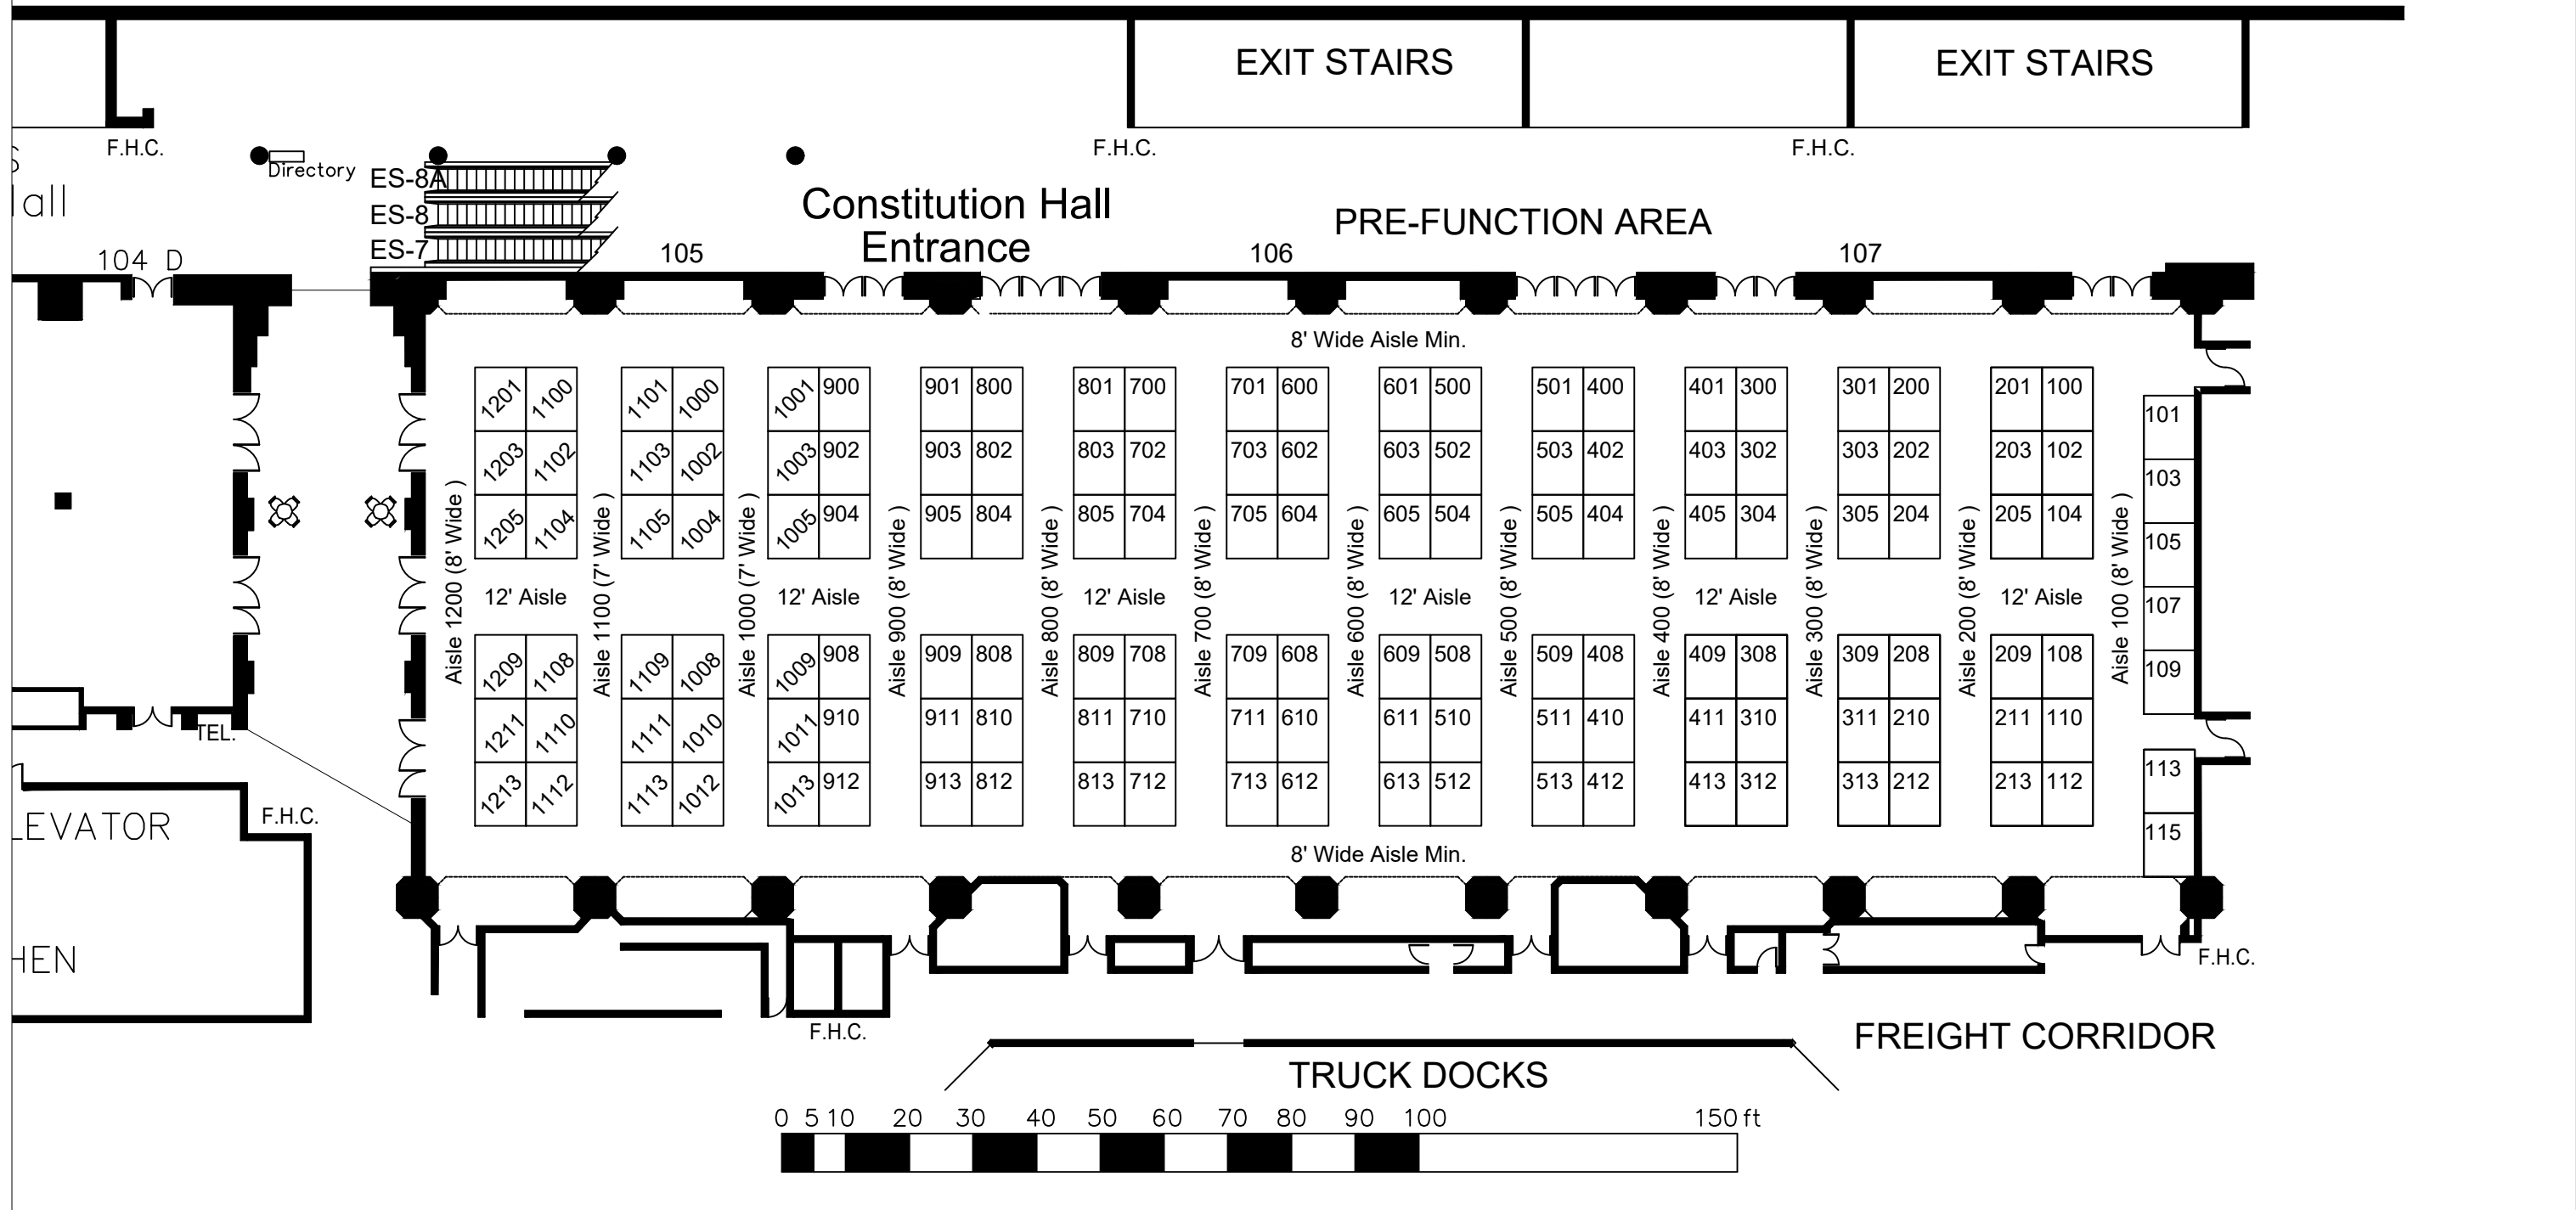 EXIT STAIRS
EXIT STAIRS
F.H.C.
F.H.C.
F.H.C.
Directory
ES-8A
ES-8
ES-7
Constitution Hall
Entrance
PRE-FUNCTION AREA
104 D
105
106
107
8' Wide Aisle Min.
1201 1100 1101 1000 1001 900 901 800 801 700 701 600 601 500 501 400 401 300 301 200 201 100
101
1203 1102 1103 1002 1003 902 903 802 803 702 703 602 603 502 503 402 403 302 303 202 203 102
103
1205 1104 1105 1004 1005 904 905 804 805 704 705 604 605 504 505 404 405 304 305 204 205 104
105
Aisle 1200 (8' Wide )
Aisle 1100 (7' Wide )
Aisle 1000 (7' Wide )
Aisle 900 (8' Wide )
Aisle 800 (8' Wide )
Aisle 700 (8' Wide )
Aisle 600 (8' Wide )
Aisle 500 (8' Wide )
Aisle 400 (8' Wide )
Aisle 300 (8' Wide )
Aisle 200 (8' Wide )
Aisle 100 (8' Wide )
12' Aisle 12' Aisle 12' Aisle 12' Aisle 12' Aisle 12' Aisle
107
1209 1108 1109 1008 1009 908 909 808 809 708 709 608 609 508 509 408 409 308 309 208 209 108
109
1211 1110 1111 1010 1011 910 911 810 811 710 711 610 611 510 511 410 411 310 311 210 211 110
TEL.
113
1213 1112 1113 1012 1013 912 913 812 813 712 713 612 613 512 513 412 413 312 313 212 213 112
F.H.C.
115
8' Wide Aisle Min.
F.H.C.
F.H.C.
FREIGHT CORRIDOR
TRUCK DOCKS
0 5 10 20 30 40 50 60 70 80 90 100 150 ft